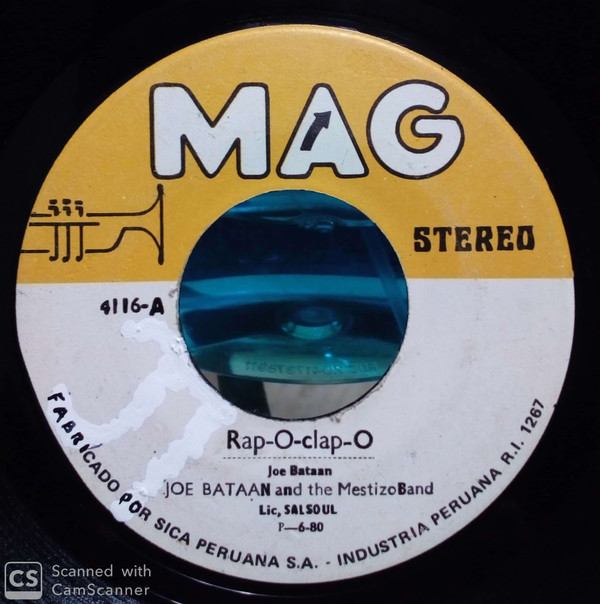 MAG
STEREO
4116-A
Rap-O-clap-O
Joe Bataan
JOE BATAAN and the MestizoBand
Lic, SALSOUL
P—6-80
FABRICADO POR SICA PERUANA S.A. - INDUSTRIA PERUANA R.I. 1267
CS Scanned with
CamScanner